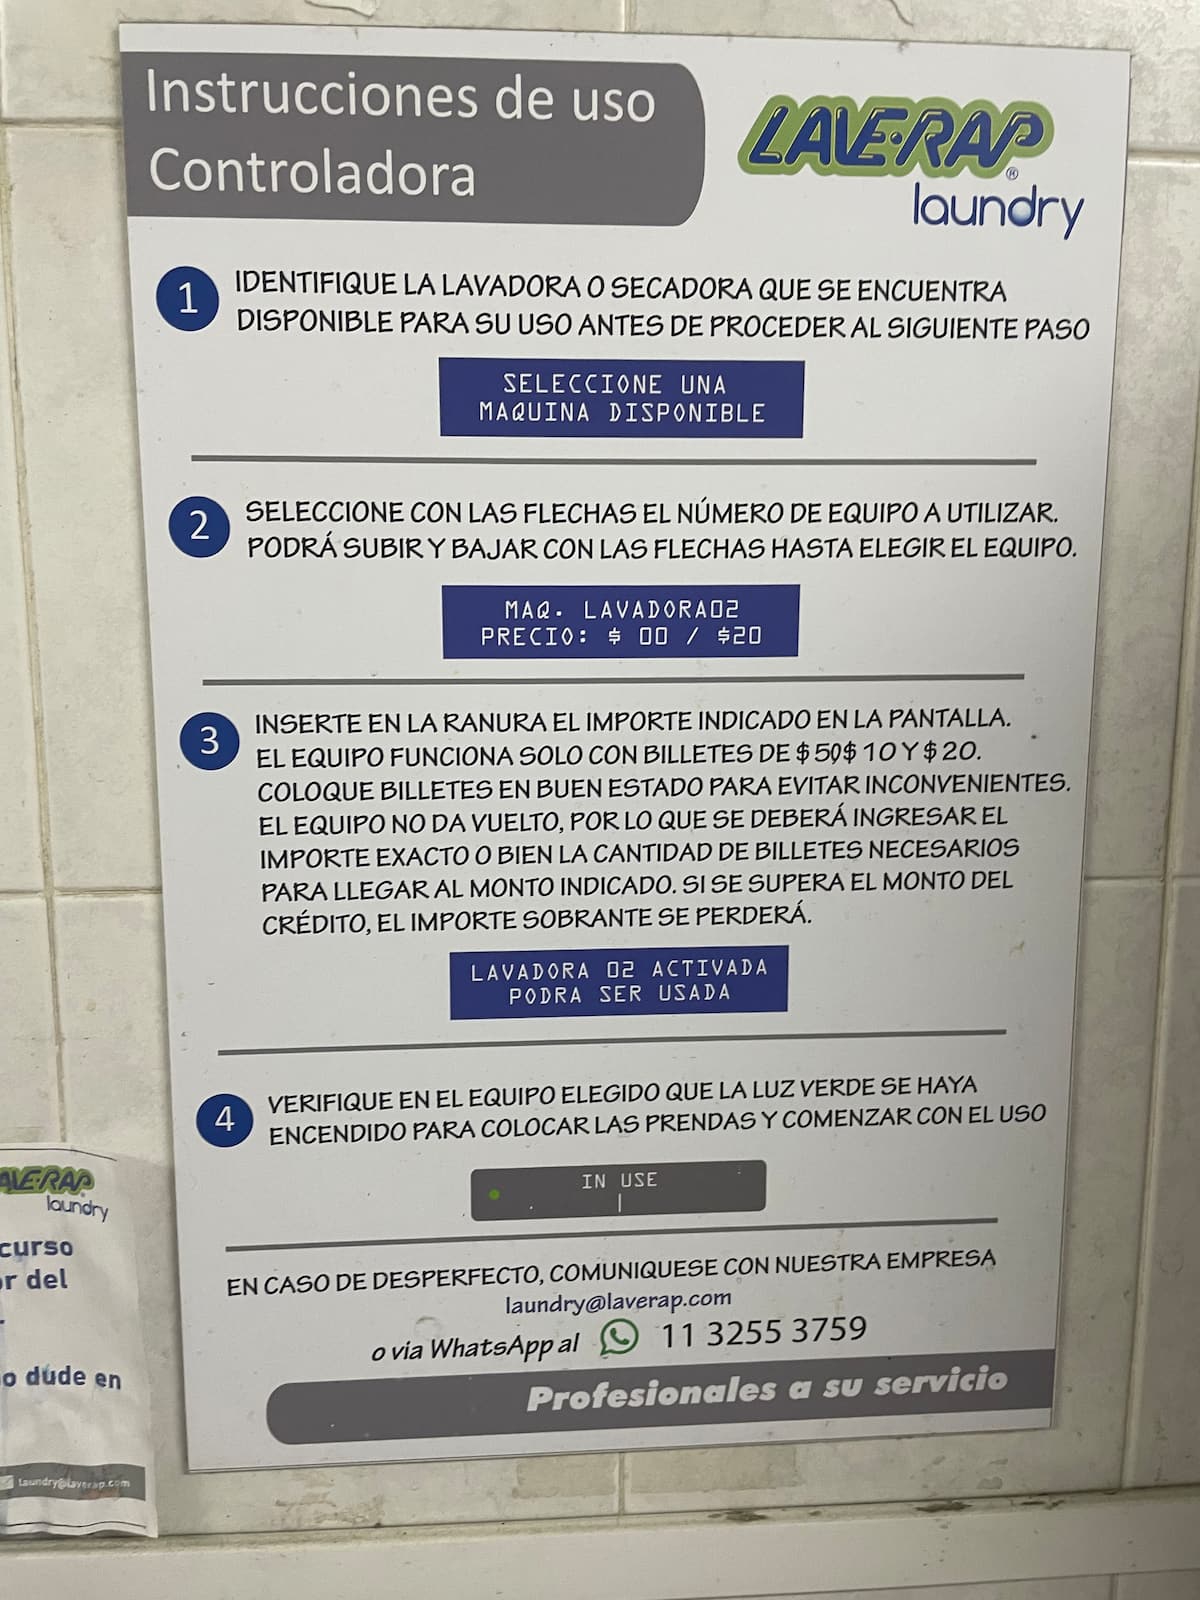 Instrucciones de uso
Controladora
LAVE·RAP®
laundry
1
IDENTIFIQUE LA LAVADORA O SECADORA QUE SE ENCUENTRA
DISPONIBLE PARA SU USO ANTES DE PROCEDER AL SIGUIENTE PASO
SELECCIONE UNA
MAQUINA DISPONIBLE
2
SELECCIONE CON LAS FLECHAS EL NÚMERO DE EQUIPO A UTILIZAR.
PODRÁ SUBIR Y BAJAR CON LAS FLECHAS HASTA ELEGIR EL EQUIPO.
MAQ. LAVADORA02
PRECIO: $ 00 / $20
3
INSERTE EN LA RANURA EL IMPORTE INDICADO EN LA PANTALLA.
EL EQUIPO FUNCIONA SOLO CON BILLETES DE $ 50$ 10 Y $ 20.
COLOQUE BILLETES EN BUEN ESTADO PARA EVITAR INCONVENIENTES.
EL EQUIPO NO DA VUELTO, POR LO QUE SE DEBERÁ INGRESAR EL
IMPORTE EXACTO O BIEN LA CANTIDAD DE BILLETES NECESARIOS
PARA LLEGAR AL MONTO INDICADO. SI SE SUPERA EL MONTO DEL
CRÉDITO, EL IMPORTE SOBRANTE SE PERDERÁ.
LAVADORA 02 ACTIVADA
PODRA SER USADA
4
VERIFIQUE EN EL EQUIPO ELEGIDO QUE LA LUZ VERDE SE HAYA
ENCENDIDO PARA COLOCAR LAS PRENDAS Y COMENZAR CON EL USO
IN USE
|
EN CASO DE DESPERFECTO, COMUNIQUESE CON NUESTRA EMPRESA
laundry@laverap.com
o via WhatsApp al 11 3255 3759
Profesionales a su servicio
AVE·RAP
laundry
curso
or del
o dude en
laundry@laverap.com